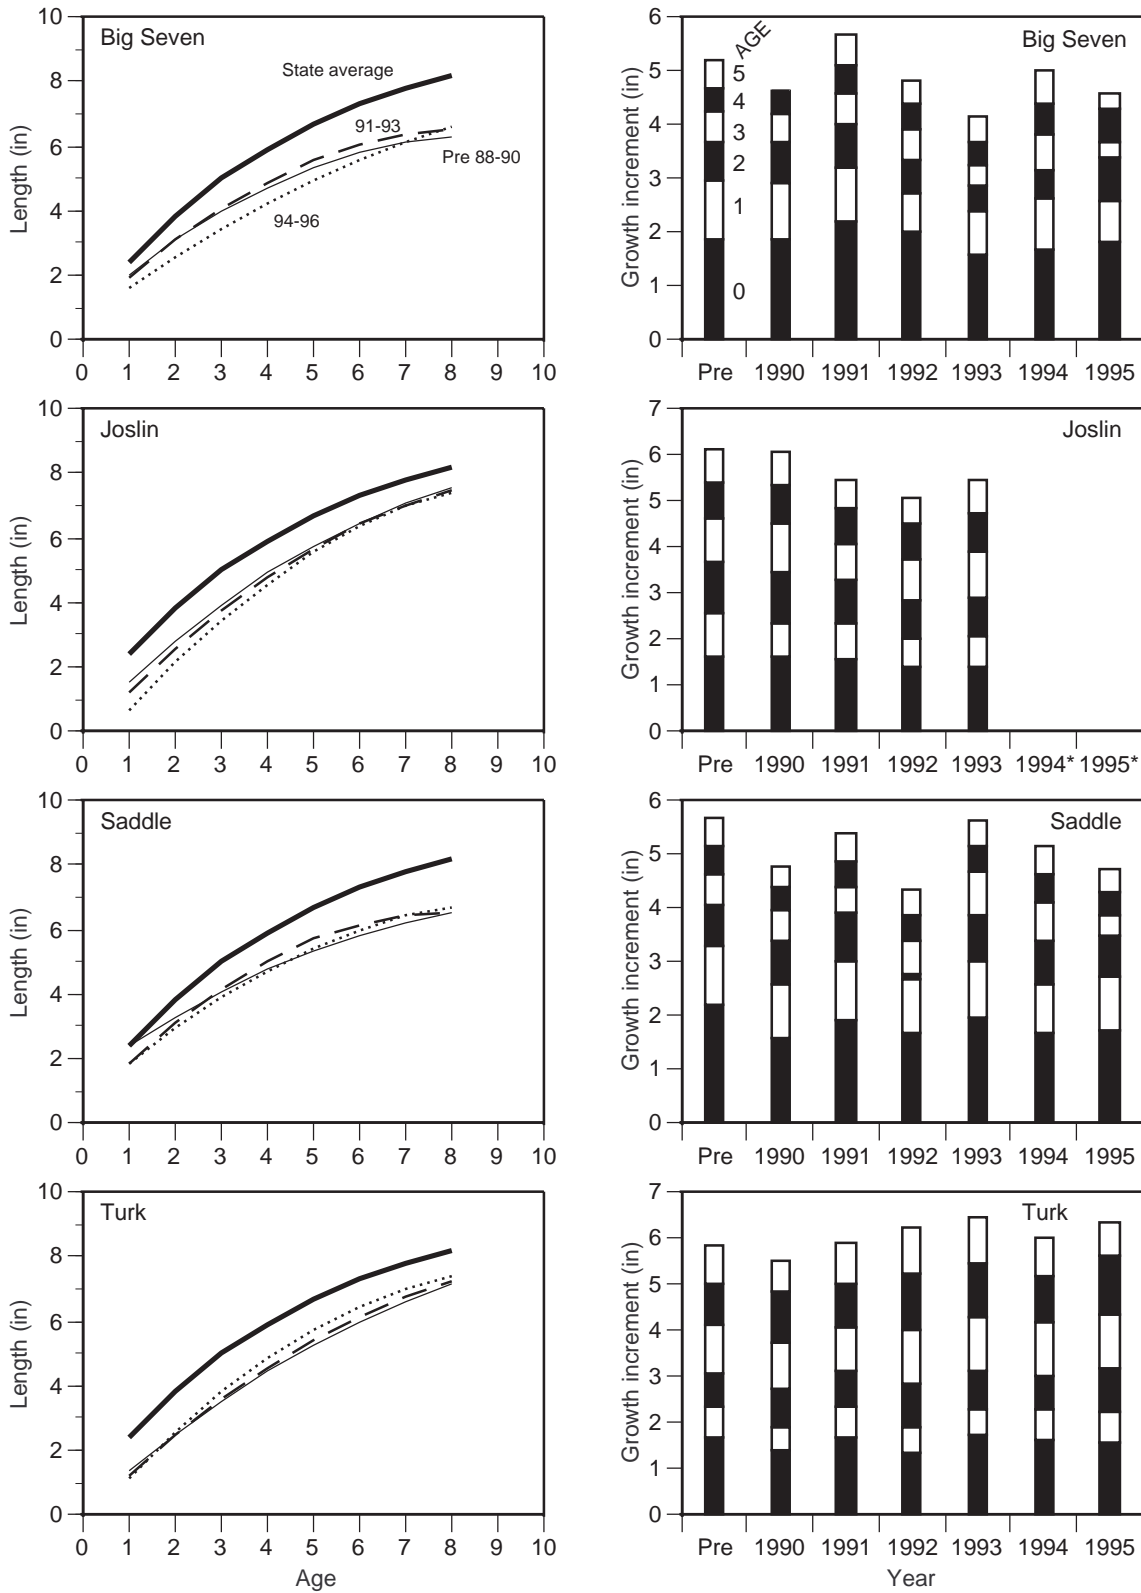 Big Seven
State average
91-93
Pre 88-90
94-96
Length (in)
10
8
6
4
2
0
0 1 2 3 4 5 6 7 8 10
Big Seven
AGE
5
4
3
2
1
0
Growth increment (in)
6
5
4
3
2
1
0
Pre 1990 1991 1992 1993 1994 1995
Joslin
Length (in)
10
8
6
4
2
0
0 1 2 3 4 5 6 7 8 10
Joslin
Growth increment (in)
7
6
5
4
3
2
1
0
Pre 1990 1991 1992 1993 1994* 1995*
Saddle
Length (in)
10
8
6
4
2
0
0 1 2 3 4 5 6 7 8 10
Saddle
Growth increment (in)
6
5
4
3
2
1
0
Pre 1990 1991 1992 1993 1994 1995
Turk
Length (in)
10
8
6
4
2
0
0 1 2 3 4 5 6 7 8 10
Age
Turk
Growth increment (in)
7
6
5
4
3
2
1
0
Pre 1990 1991 1992 1993 1994 1995
Year